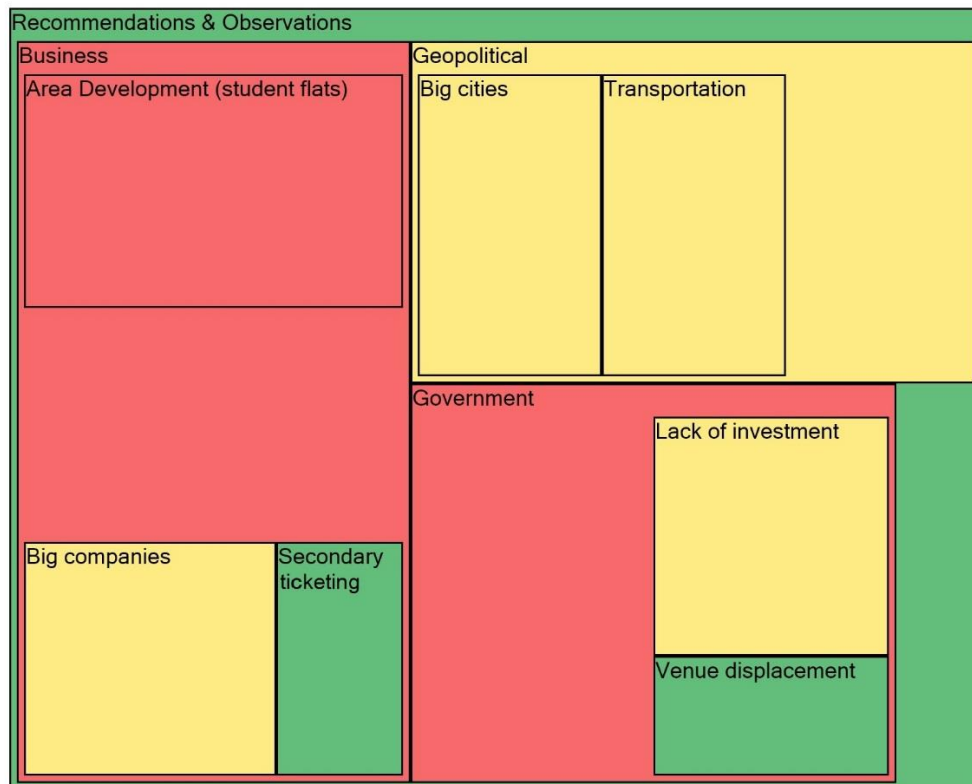 Recommendations & Observations
Business
Area Development (student flats)
Big companies
Secondary
ticketing
Geopolitical
Big cities
Transportation
Government
Lack of investment
Venue displacement